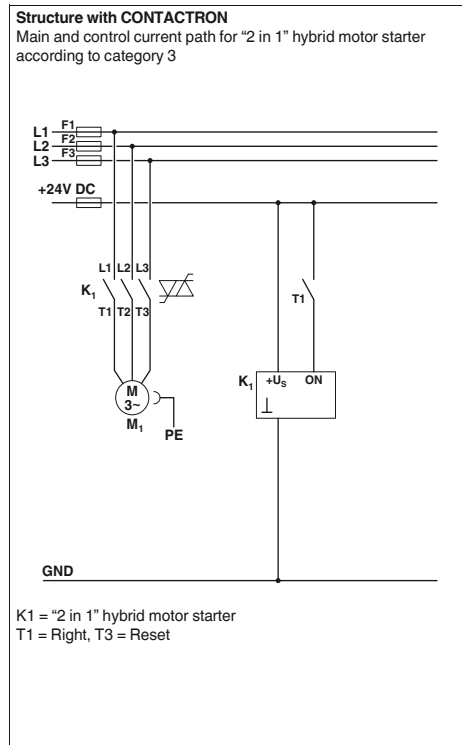 Structure with CONTACTRON
Main and control current path for “2 in 1” hybrid motor starter
according to category 3
F1
L1
F2
L2
F3
L3
+24V DC
L1 L2 L3
K1
T1 T2 T3
T1
M
3~
M1
PE
K1
+US ON
GND
K1 = “2 in 1” hybrid motor starter
T1 = Right, T3 = Reset